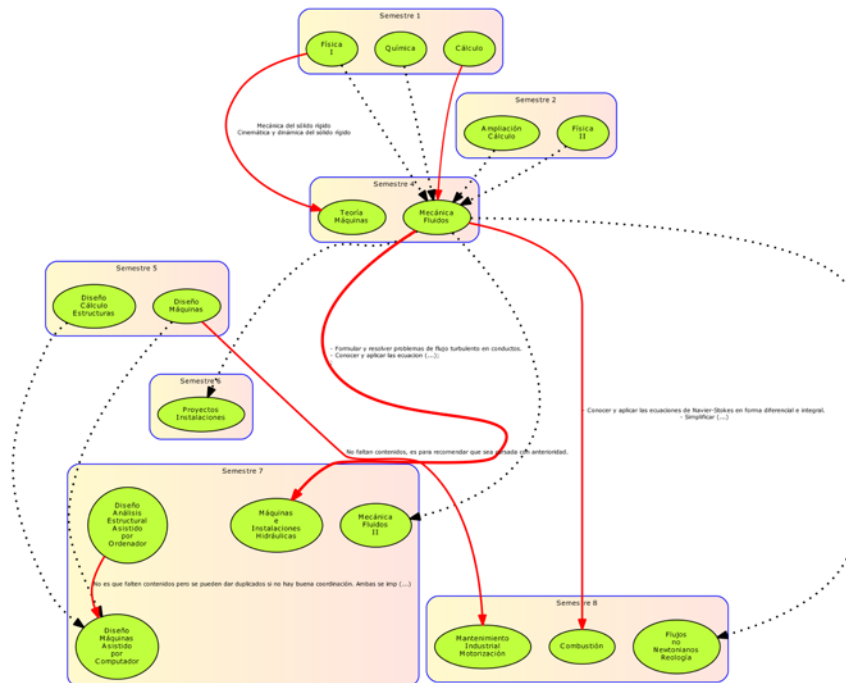 Semestre 1
Física
I
Química
Cálculo
Semestre 2
Ampliación
Cálculo
Física
II
Mecánica del sólido rígido
Cinemática y dinámica del sólido rígido
Semestre 4
Teoría
Máquinas
Mecánica
Fluidos
Semestre 5
Diseño
Cálculo
Estructuras
Diseño
Máquinas
- Formular y resolver problemas de flujo turbulento en conductos.
- Conocer y aplicar las ecuacion (...);
Semestre 6
Proyectos
Instalaciones
- Conocer y aplicar las ecuaciones de Navier-Stokes en forma diferencial e integral.
- Simplificar (...)
No faltan contenidos, es para recomendar que sea cursada con anterioridad.
Semestre 7
Diseño
Análisis
Estructural
Asistido
por
Ordenador
Máquinas
e
Instalaciones
Hidráulicas
Mecánica
Fluidos
II
No es que falten contenidos pero se pueden dar duplicados si no hay buena coordinación. Ambas se imp (...)
Diseño
Máquinas
Asistido
por
Computador
Semestre 8
Mantenimiento
Industrial
Motorización
Combustión
Flujos
no
Newtonianos
Reología